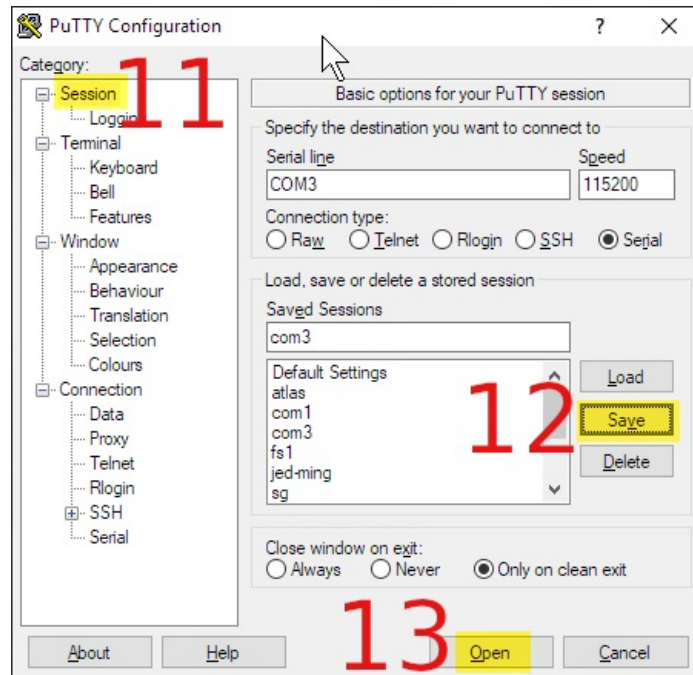 PuTTY Configuration
?
Category:
11
Session
Loggin
Terminal
Keyboard
Bell
Features
Window
Appearance
Behaviour
Translation
Selection
Colours
Connection
Data
Proxy
Telnet
Rlogin
SSH
Serial
Basic options for your PuTTY session
Specify the destination you want to connect to
Serial line Speed
COM3 115200
Connection type:
Raw Telnet Rlogin SSH Serial
Load, save or delete a stored session
Saved Sessions
com3
Default Settings
atlas
com1
com3
fs1
jed-ming
sg
Load
12
Save
Delete
Close window on exit:
Always Never Only on clean exit
13
About Help Open Cancel